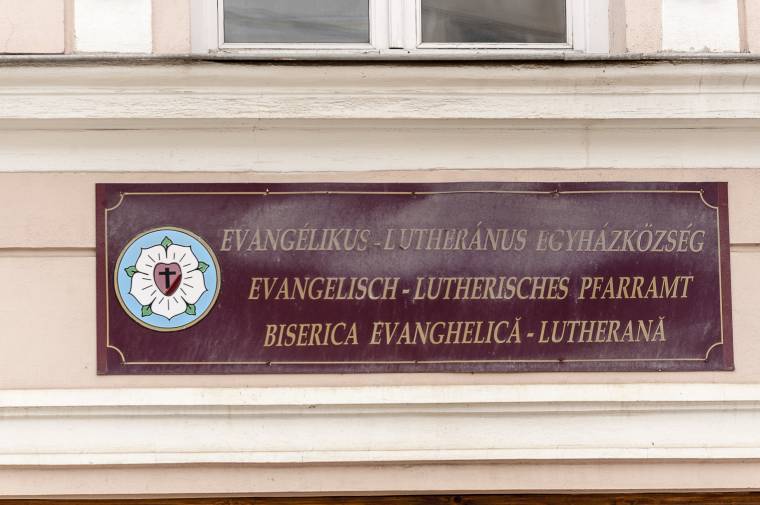 EVANGÉLIKUS - LUTHERÁNUS EGYHÁZKÖZSÉG
EVANGELISCH - LUTHERISCHES PFARRAMT
BISERICA EVANGHELICĂ - LUTHERANĂ